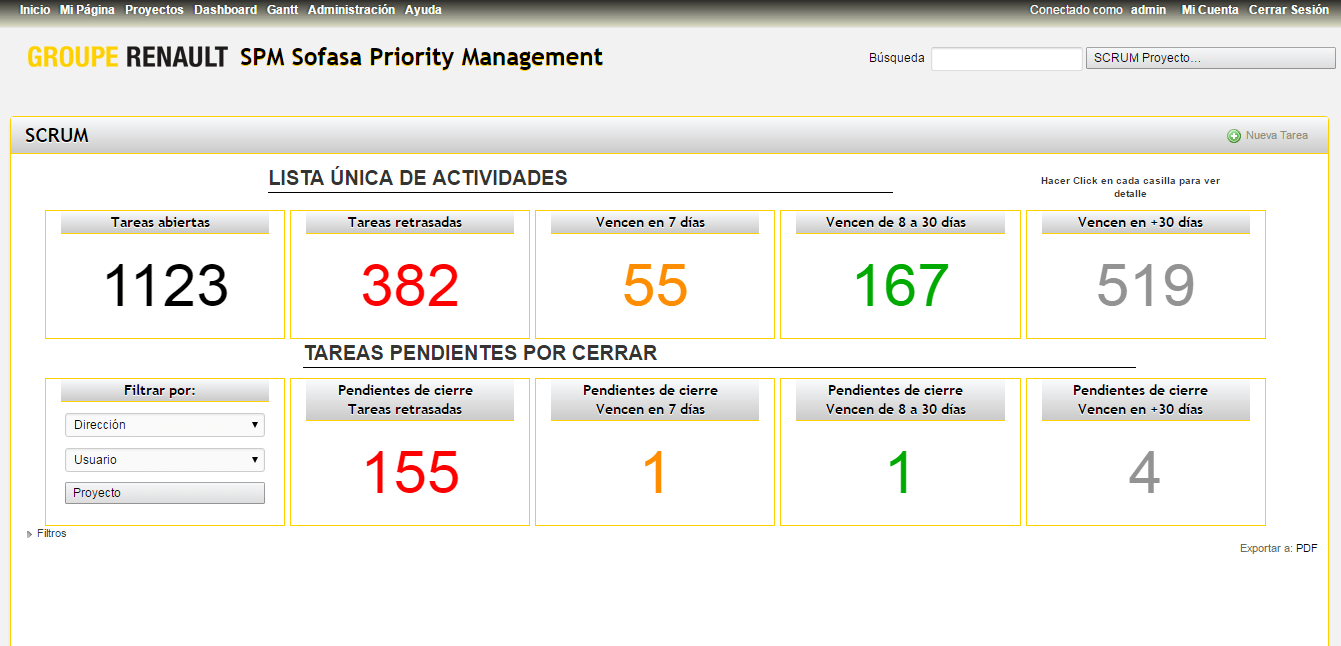 Inicio Mi Página Proyectos Dashboard Gantt Administración Ayuda Conectado como admin Mi Cuenta Cerrar Sesión
GROUPE RENAULT SPM Sofasa Priority Management Búsqueda SCRUM Proyecto...
SCRUM Nueva Tarea
LISTA ÚNICA DE ACTIVIDADES
Hacer Click en cada casilla para ver
detalle
Tareas abiertas Tareas retrasadas Vencen en 7 días Vencen de 8 a 30 días Vencen en +30 días
1123 382 55 167 519
TAREAS PENDIENTES POR CERRAR
Filtrar por:
Dirección
Usuario
Proyecto
Pendientes de cierre
Tareas retrasadas
155
Pendientes de cierre
Vencen en 7 días
1
Pendientes de cierre
Vencen de 8 a 30 días
1
Pendientes de cierre
Vencen en +30 días
4
Filtros
Exportar a: PDF